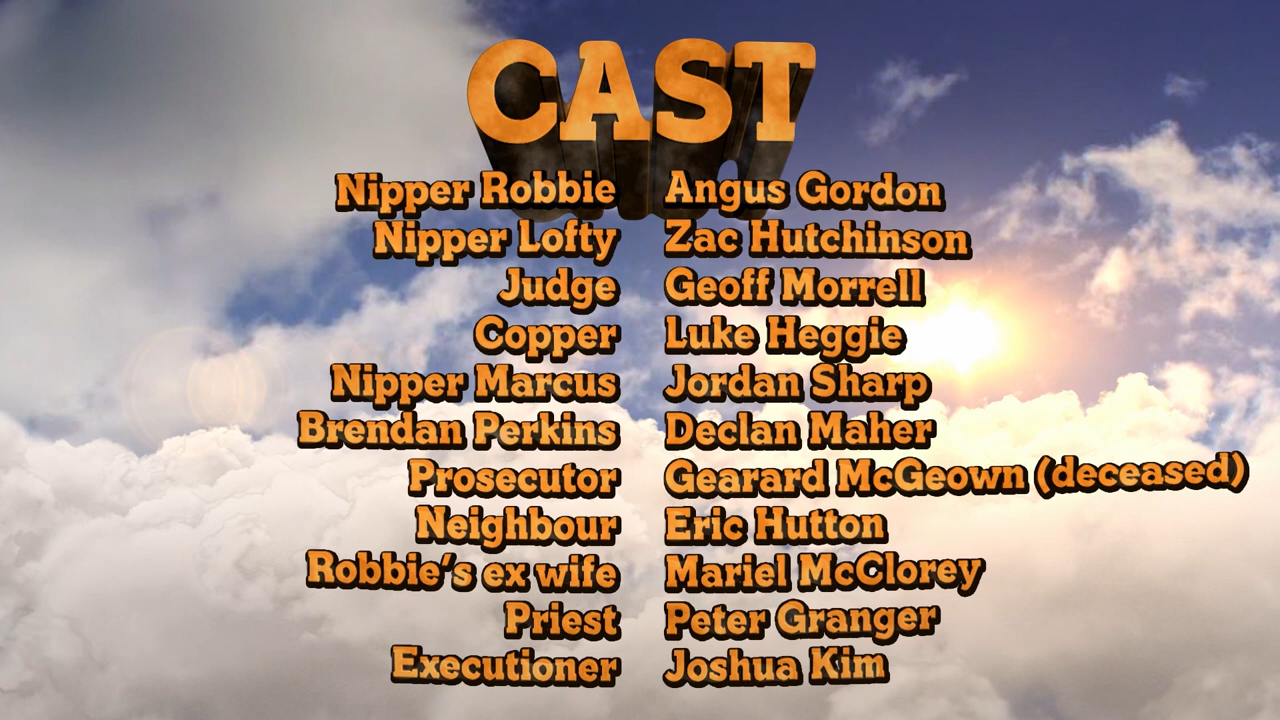 CAST
Nipper Robbie Angus Gordon
Nipper Lofty Zac Hutchinson
Judge Geoff Morrell
Copper Luke Heggie
Nipper Marcus Jordan Sharp
Brendan Perkins Declan Maher
Prosecutor Gearard McGeown (deceased)
Neighbour Eric Hutton
Robbie's ex wife Mariel McClorey
Priest Peter Granger
Executioner Joshua Kim